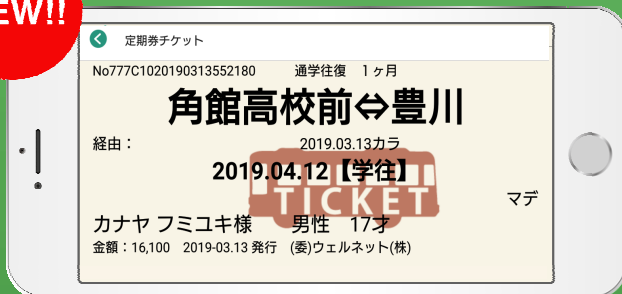 EW!!
定期券チケット
No777C1020190313552180 通学往復 1ヶ月
角館高校前⇔豊川
経由： 2019.03.13カラ
2019.04.12【学往】
マデ
TICKET
カナヤ フミユキ様 男性 17才
金額：16,100 2019-03.13 発行 (委)ウェルネット(株)